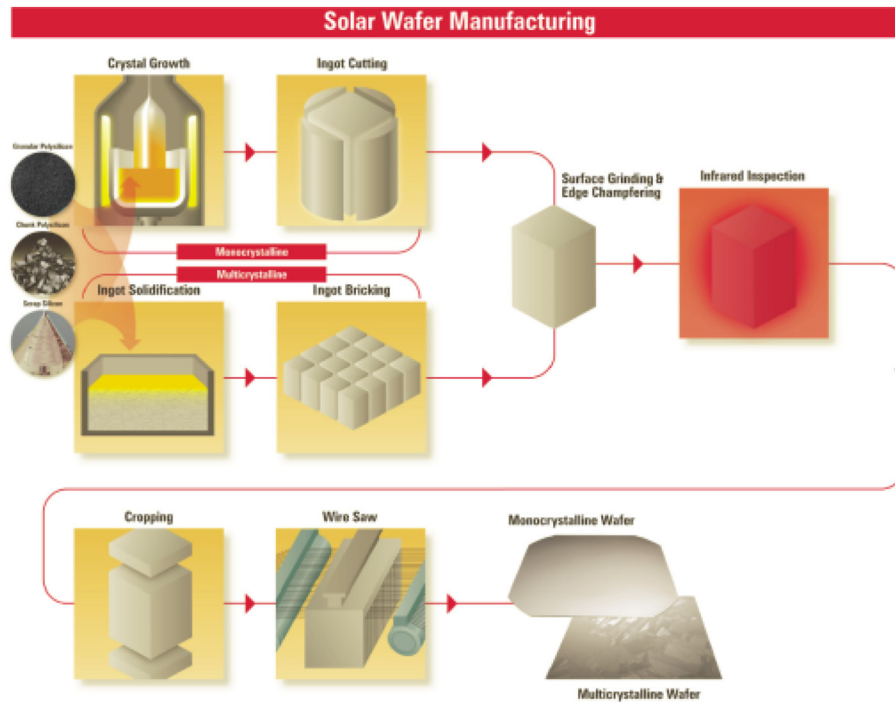 Solar Wafer Manufacturing
Crystal Growth
Ingot Cutting
Granular Polysilicon
Surface Grinding &
Edge Champfering
Infrared Inspection
Chunk Polysilicon
Monocrystalline
Multicrystalline
Ingot Solidification
Ingot Bricking
Scrap Silicon
Cropping
Wire Saw
Monocrystalline Wafer
Multicrystalline Wafer